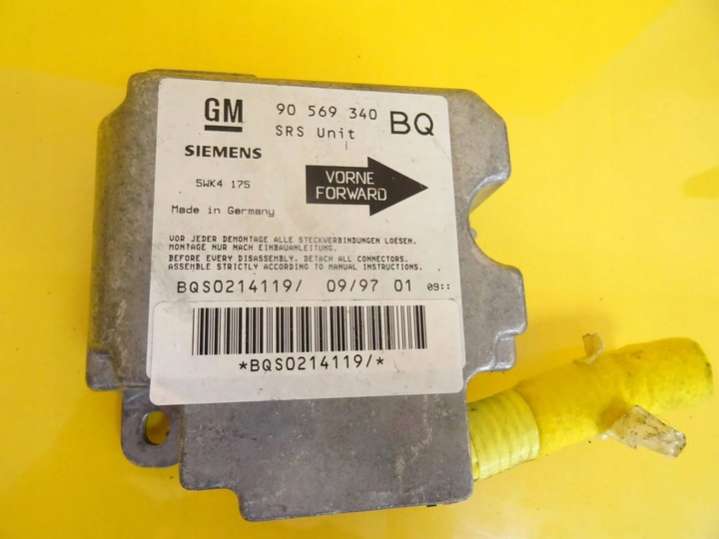 GM 90 569 340 BQ
SRS Unit
SIEMENS
5WK4 175
VORNE
FORWARD
Made in Germany
VOR JEDER DEMONTAGE ALLE STECKVERBINDUNGEN LOESEN.
MONTAGE NUR NACH EINBAUANLEITUNG.
BEFORE EVERY DISASSEMBLY, DETACH ALL CONNECTORS.
ASSEMBLE STRICTLY ACCORDING TO MANUAL INSTRUCTIONS.
BQS0214119/ 09/97 01 09::
*BQS0214119/*